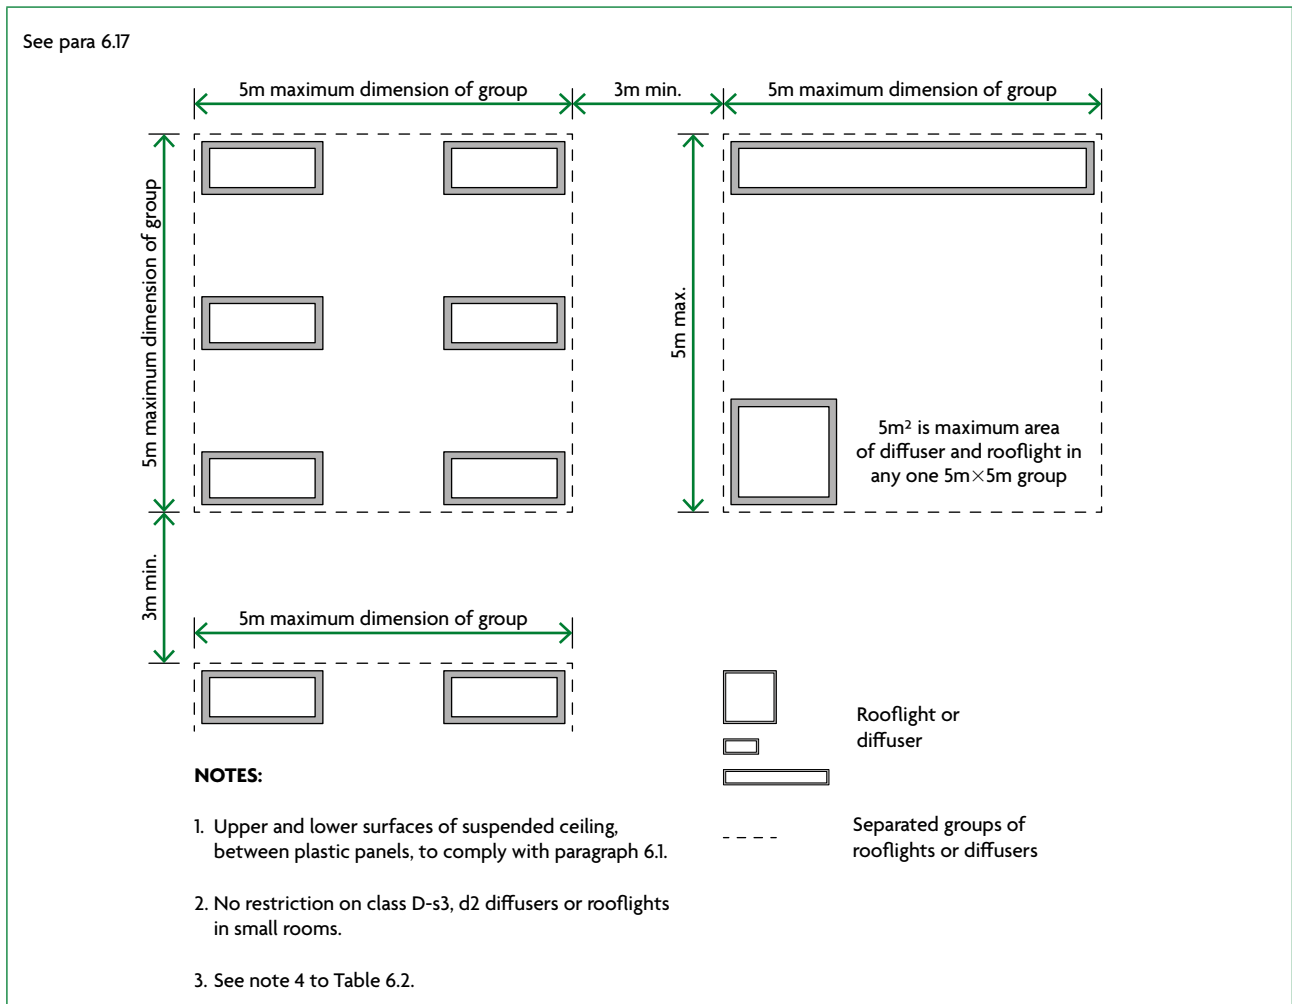 See para 6.17
5m maximum dimension of group
3m min.
5m maximum dimension of group
5m maximum dimension of group
5m max.
5m² is maximum area
of diffuser and rooflight in
any one 5m×5m group
3m min.
5m maximum dimension of group
Rooflight or
diffuser
Separated groups of
rooflights or diffusers
NOTES:
1. Upper and lower surfaces of suspended ceiling,
between plastic panels, to comply with paragraph 6.1.
2. No restriction on class D-s3, d2 diffusers or rooflights
in small rooms.
3. See note 4 to Table 6.2.